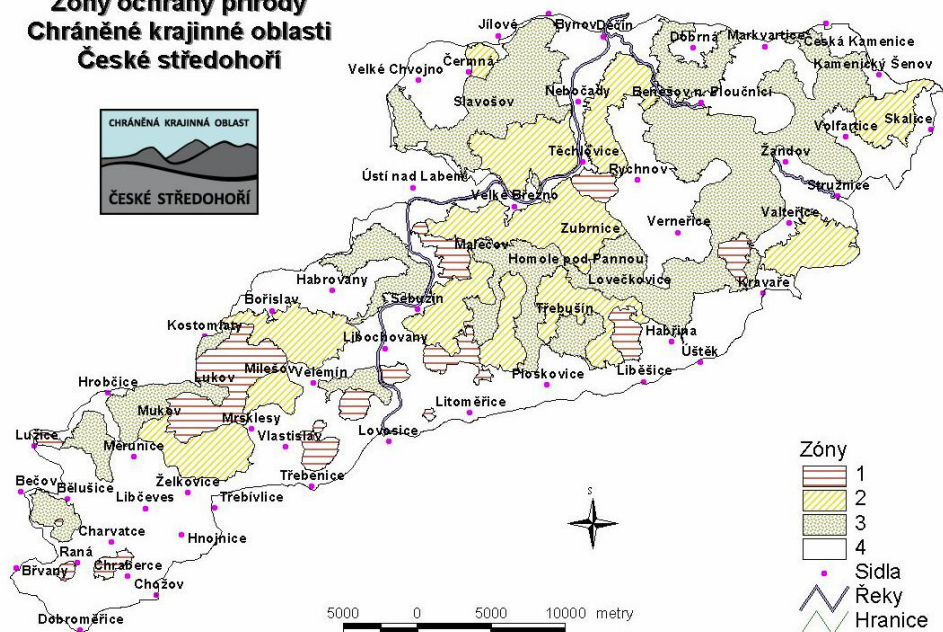 Zóny ochrany přírody
Chráněné krajinné oblasti
České středohoří
CHRÁNĚNÁ KRAJINNÁ OBLAST
ČESKÉ STŘEDOHOŘÍ
Jílové
Bynov
Děčín
Dobrná
Markvartice
Česká Kamenice
Čermná
Velké Chvojno
Kamenický Šenov
Slavošov
Nebočady
Benešov n. Ploučnicí
Volfartice
Skalice
Těchlovice
Žandov
Rychnov
Ústí nad Labem
Velké Březno
Stružnice
Zubrnice
Verneřice
Valteřice
Malečov
Homole pod Pannou
Habrovany
Lovečkovice
Kravaře
Bořislav
Sebuzín
Třebušín
Kostomlaty
Libochovany
Habřina
Úštěk
Lukov
Milešov
Velemín
Ploskovice
Liběšice
Hrobčice
Mukov
Mrsklesy
Litoměřice
Lužice
Měrunice
Vlastislav
Lovosice
Bečov
Bělušice
Želkovice
Třebenice
Libčeves
Třebívlice
Charvatce
Hnojnice
Raná
Břvany
Chraberce
Chožov
Dobroměřice
S
5000 0 5000 10000 metry
Zóny
1
2
3
4
Sídla
Řeky
Hranice